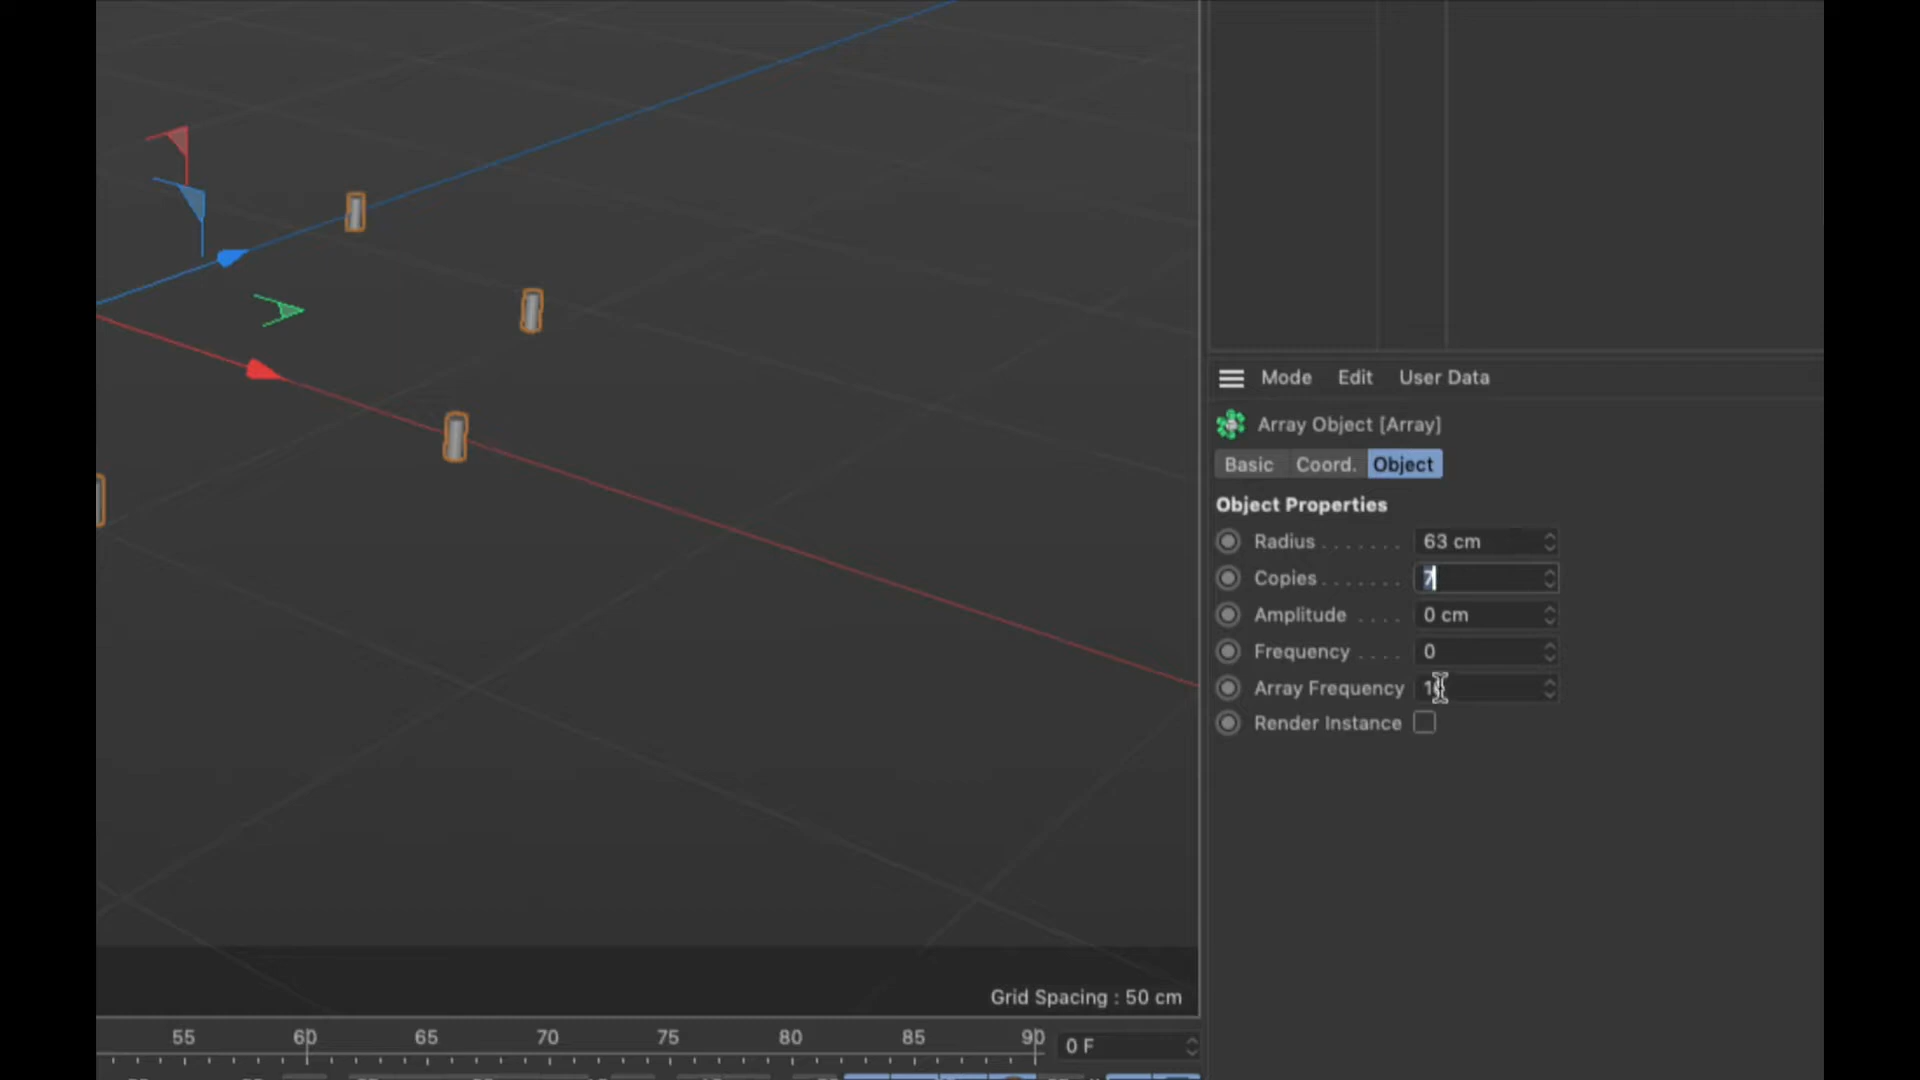 Mode Edit User Data
Array Object [Array]
Basic Coord. Object
Object Properties
Radius . . . . . . . 63 cm
Copies . . . . . . . 7
Amplitude . . . . 0 cm
Frequency . . . . 0
Array Frequency
Render Instance
Grid Spacing : 50 cm
55 60 65 70 75 80 85 90 0 F